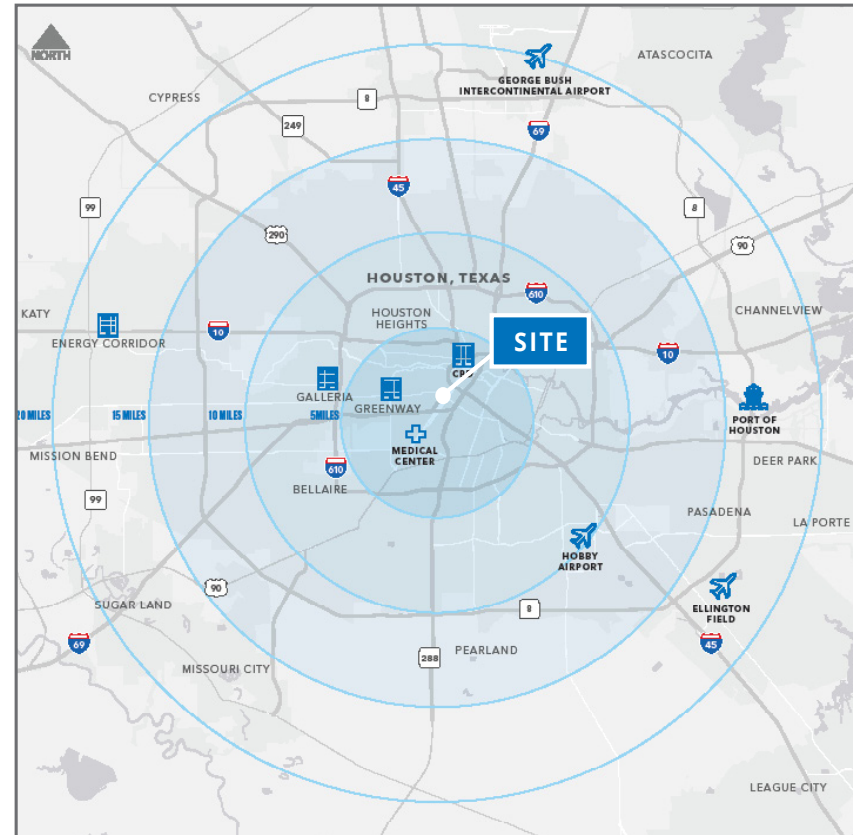 NORTH
ATASCOCITA
GEORGE BUSH
INTERCONTINENTAL AIRPORT
CYPRESS
8
249
69
45
99
8
290
90
HOUSTON, TEXAS
610
KATY
HOUSTON
HEIGHTS
CHANNELVIEW
10
SITE
ENERGY CORRIDOR
10
CBD
GALLERIA
GREENWAY
20 MILES
15 MILES
10 MILES
5MILES
PORT OF
HOUSTON
MEDICAL
CENTER
MISSION BEND
DEER PARK
610
BELLAIRE
99
PASADENA
LA PORTE
HOBBY
AIRPORT
90
SUGAR LAND
8
ELLINGTON
FIELD
69
45
PEARLAND
288
MISSOURI CITY
LEAGUE CITY